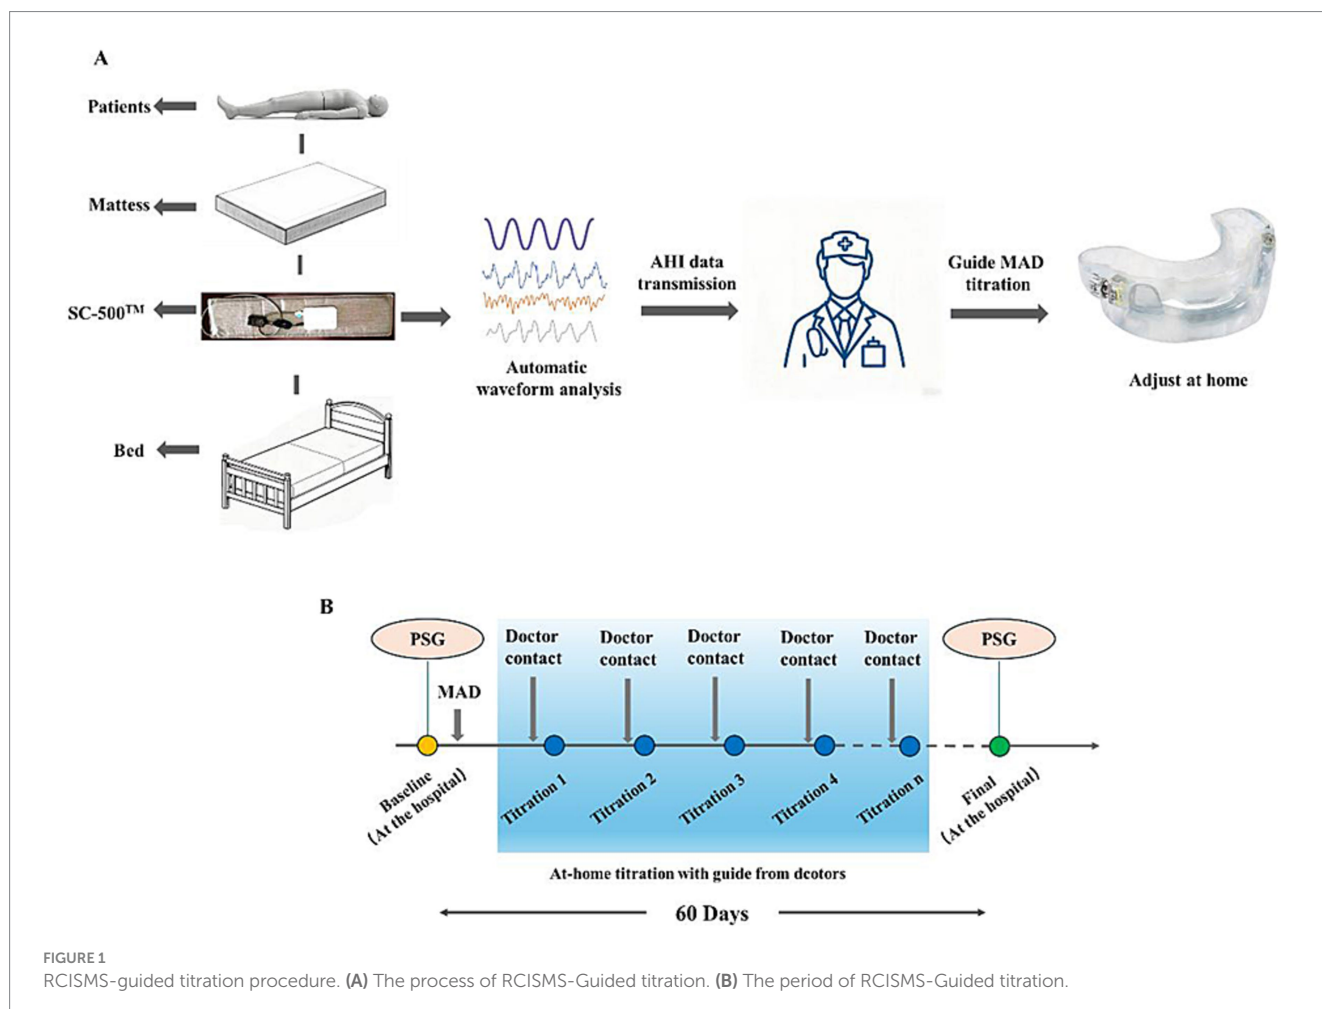 A
Patients
Mattess
SC-500TM
Bed
Automatic
waveform analysis
AHI data
transmission
Guide MAD
titration
Adjust at home
B
PSG
MAD
Doctor
contact
Doctor
contact
Doctor
contact
Doctor
contact
Doctor
contact
PSG
Baseline
(At the hospital)
Titration 1
Titration 2
Titration 3
Titration 4
Titration n
Final
(At the hospital)
At-home titration with guide from dcotors
60 Days
FIGURE 1
RCISMS-guided titration procedure. (A) The process of RCISMS-Guided titration. (B) The period of RCISMS-Guided titration.